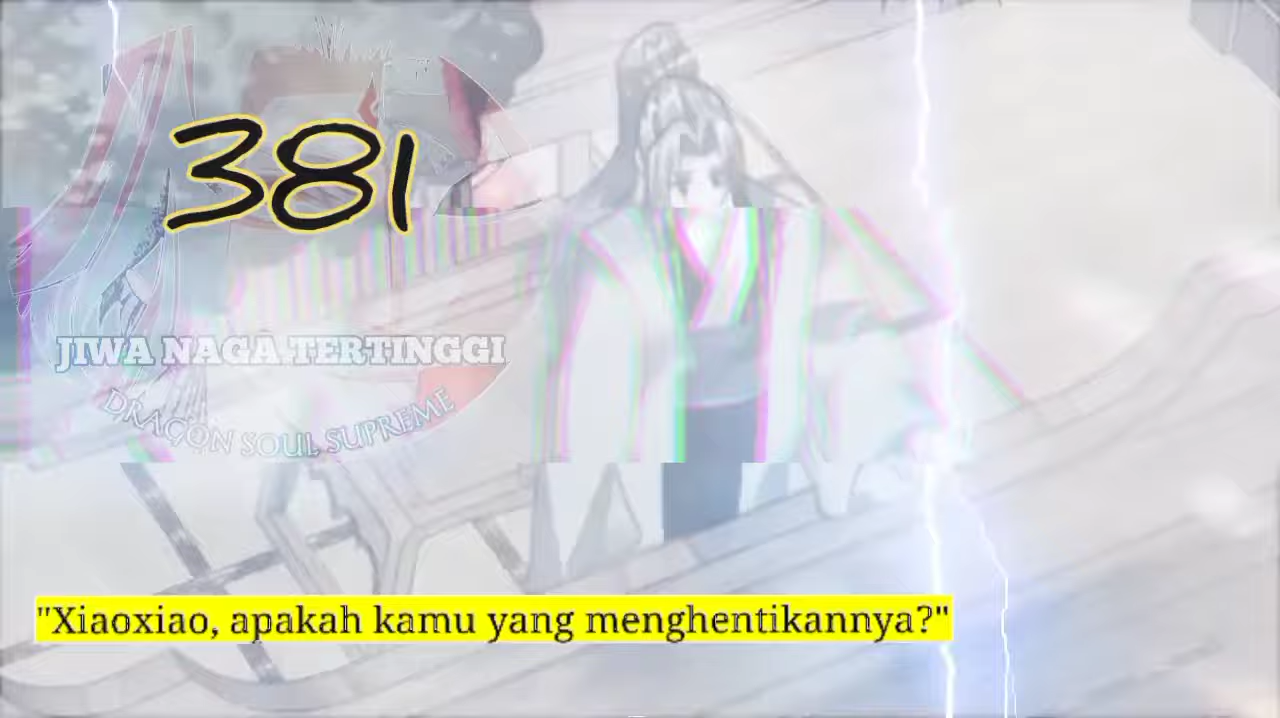 381
JIWA NAGA TERTINGGI
DRAGON SOUL SUPREME
"Xiaoxiao, apakah kamu yang menghentikannya?"